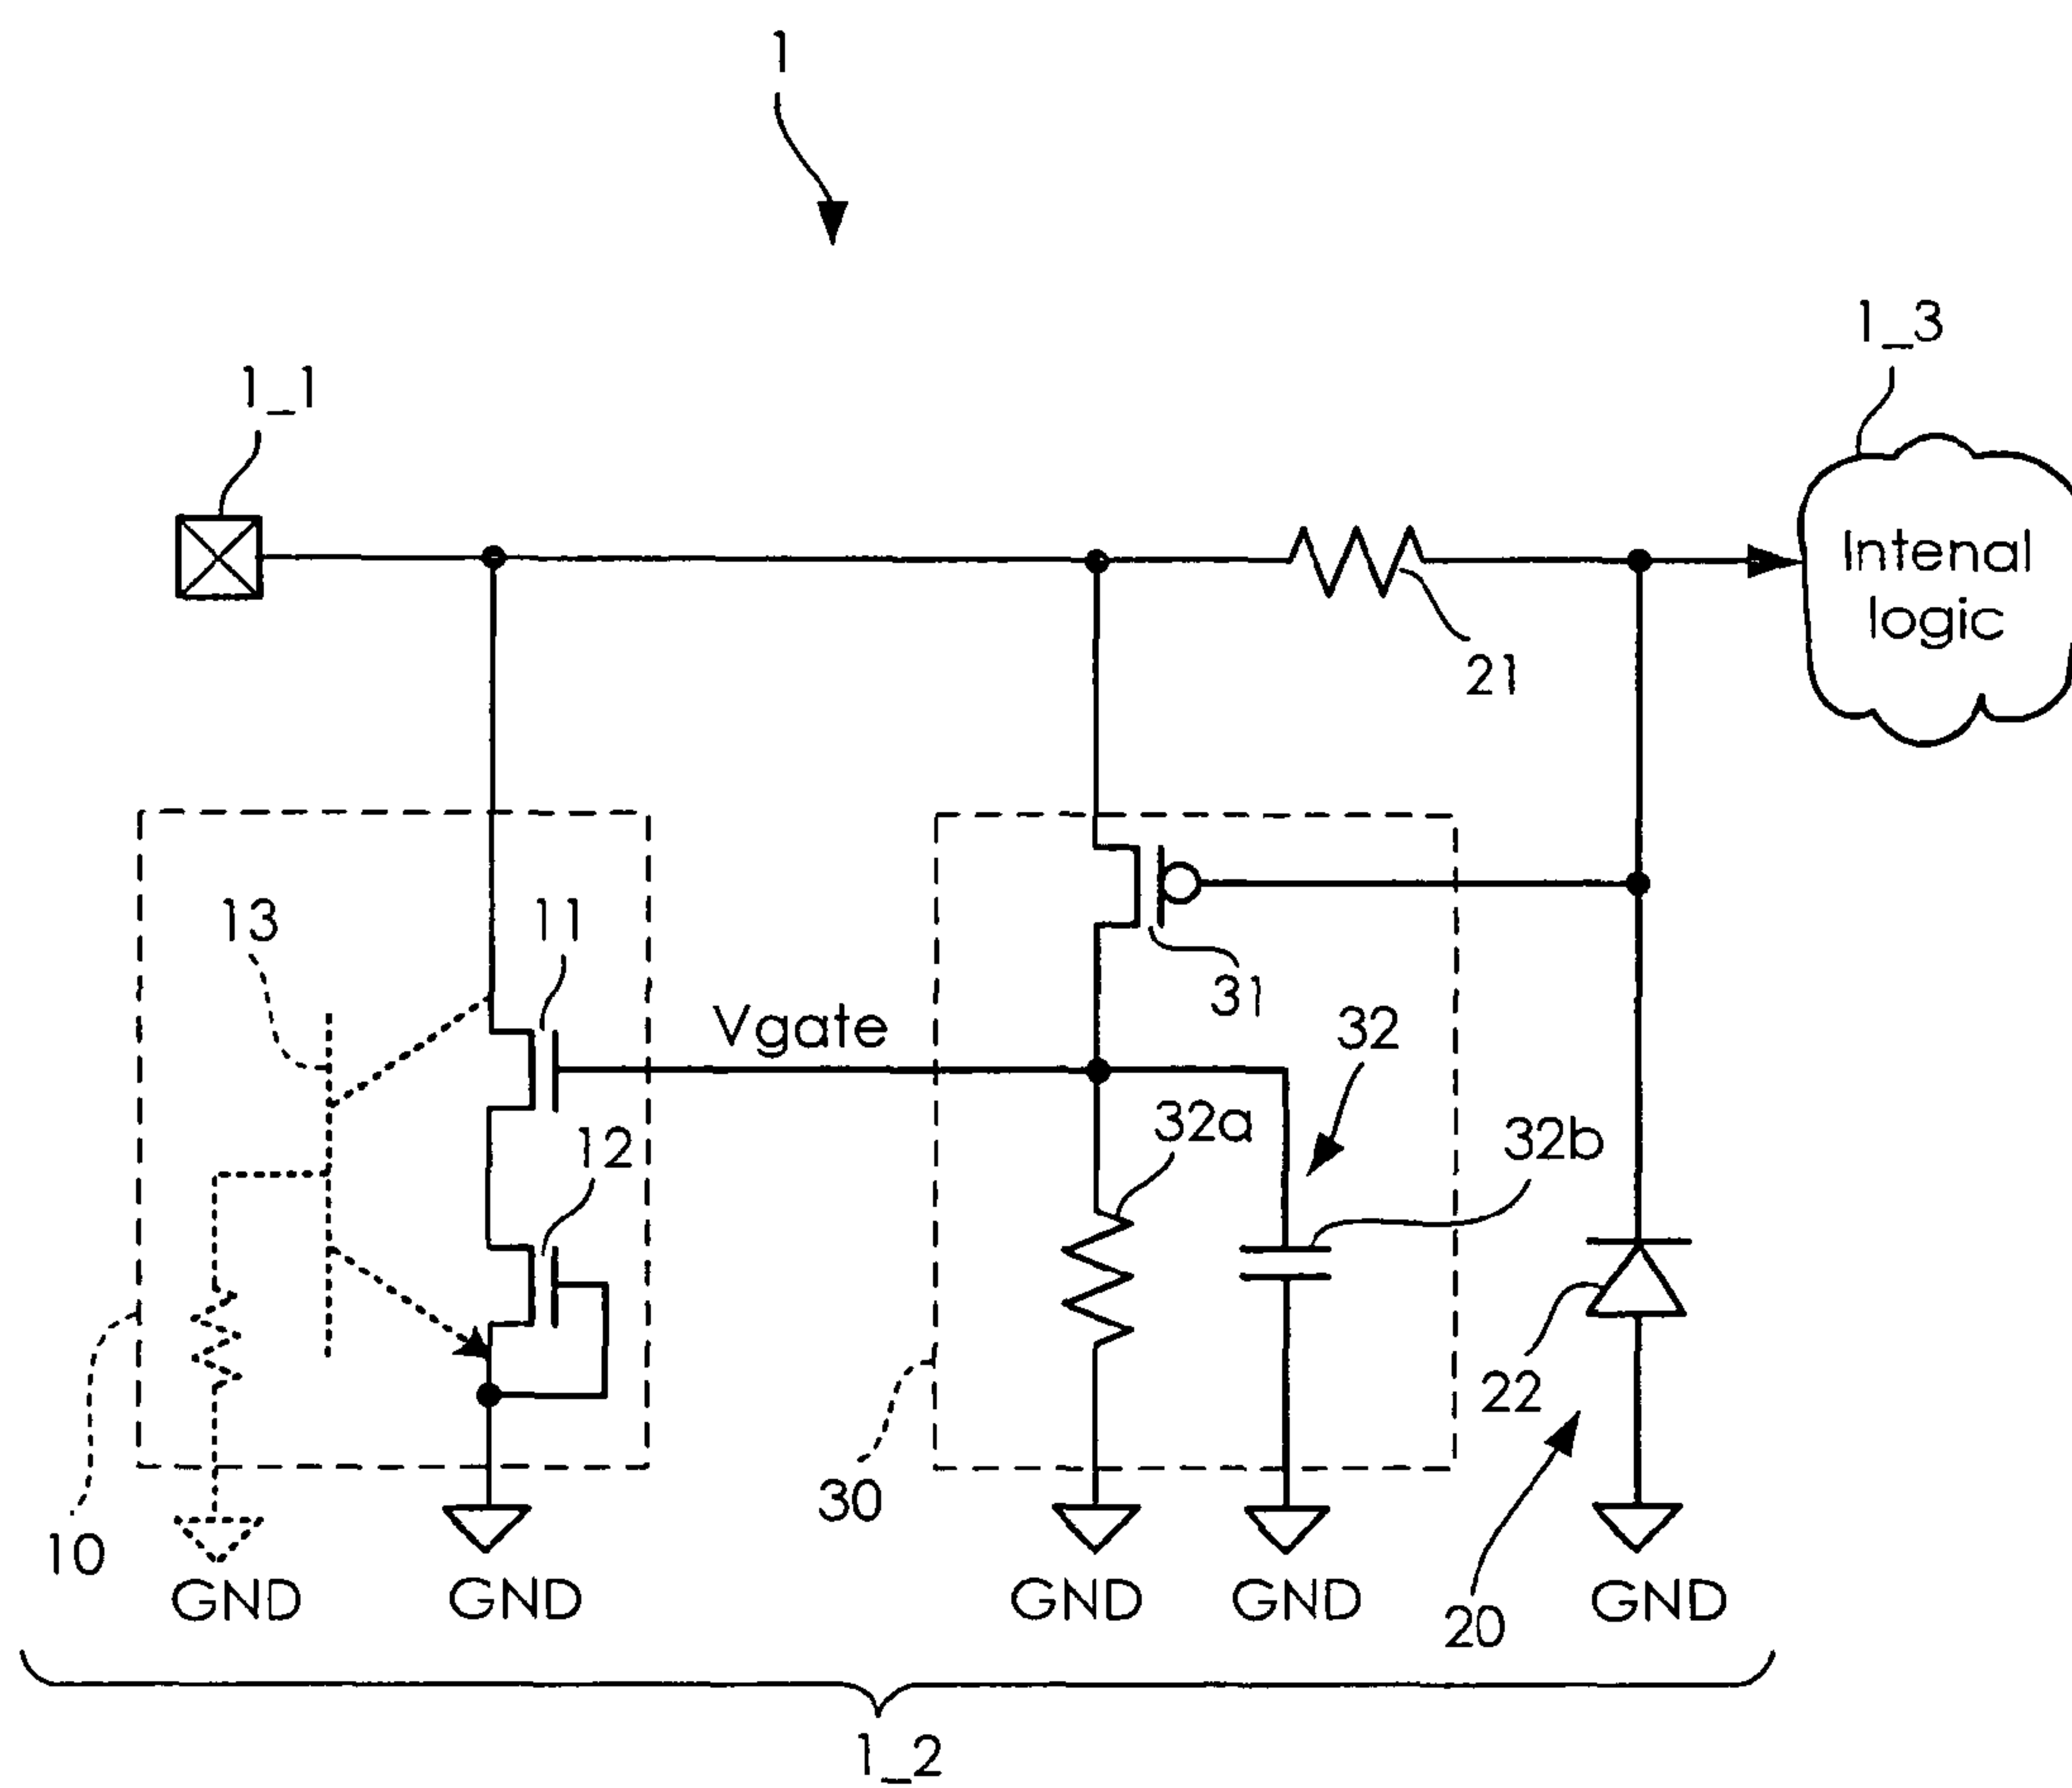 1
1_3
1_1
Intenal
logic
21
13
11
31
Vgate
32
32a
32b
12
22
30
10
GND
GND
GND
GND
GND
20
1_2